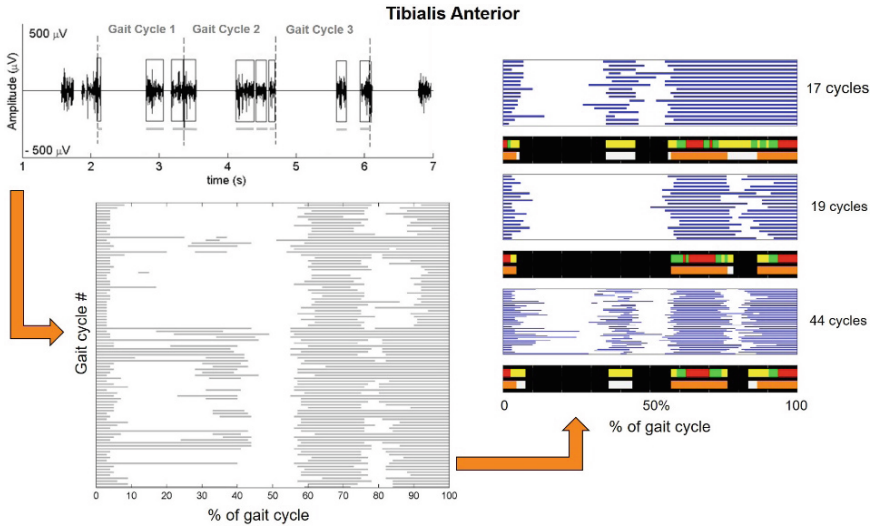 Tibialis Anterior
500 µV
Gait Cycle 1
Gait Cycle 2
Gait Cycle 3
Amplitude (µV)
- 500 µV
1 2 3 4 5 6 7
time (s)
Gait cycle #
0 10 20 30 40 50 60 70 80 90 100
% of gait cycle
17 cycles
19 cycles
44 cycles
0 50% 100
% of gait cycle